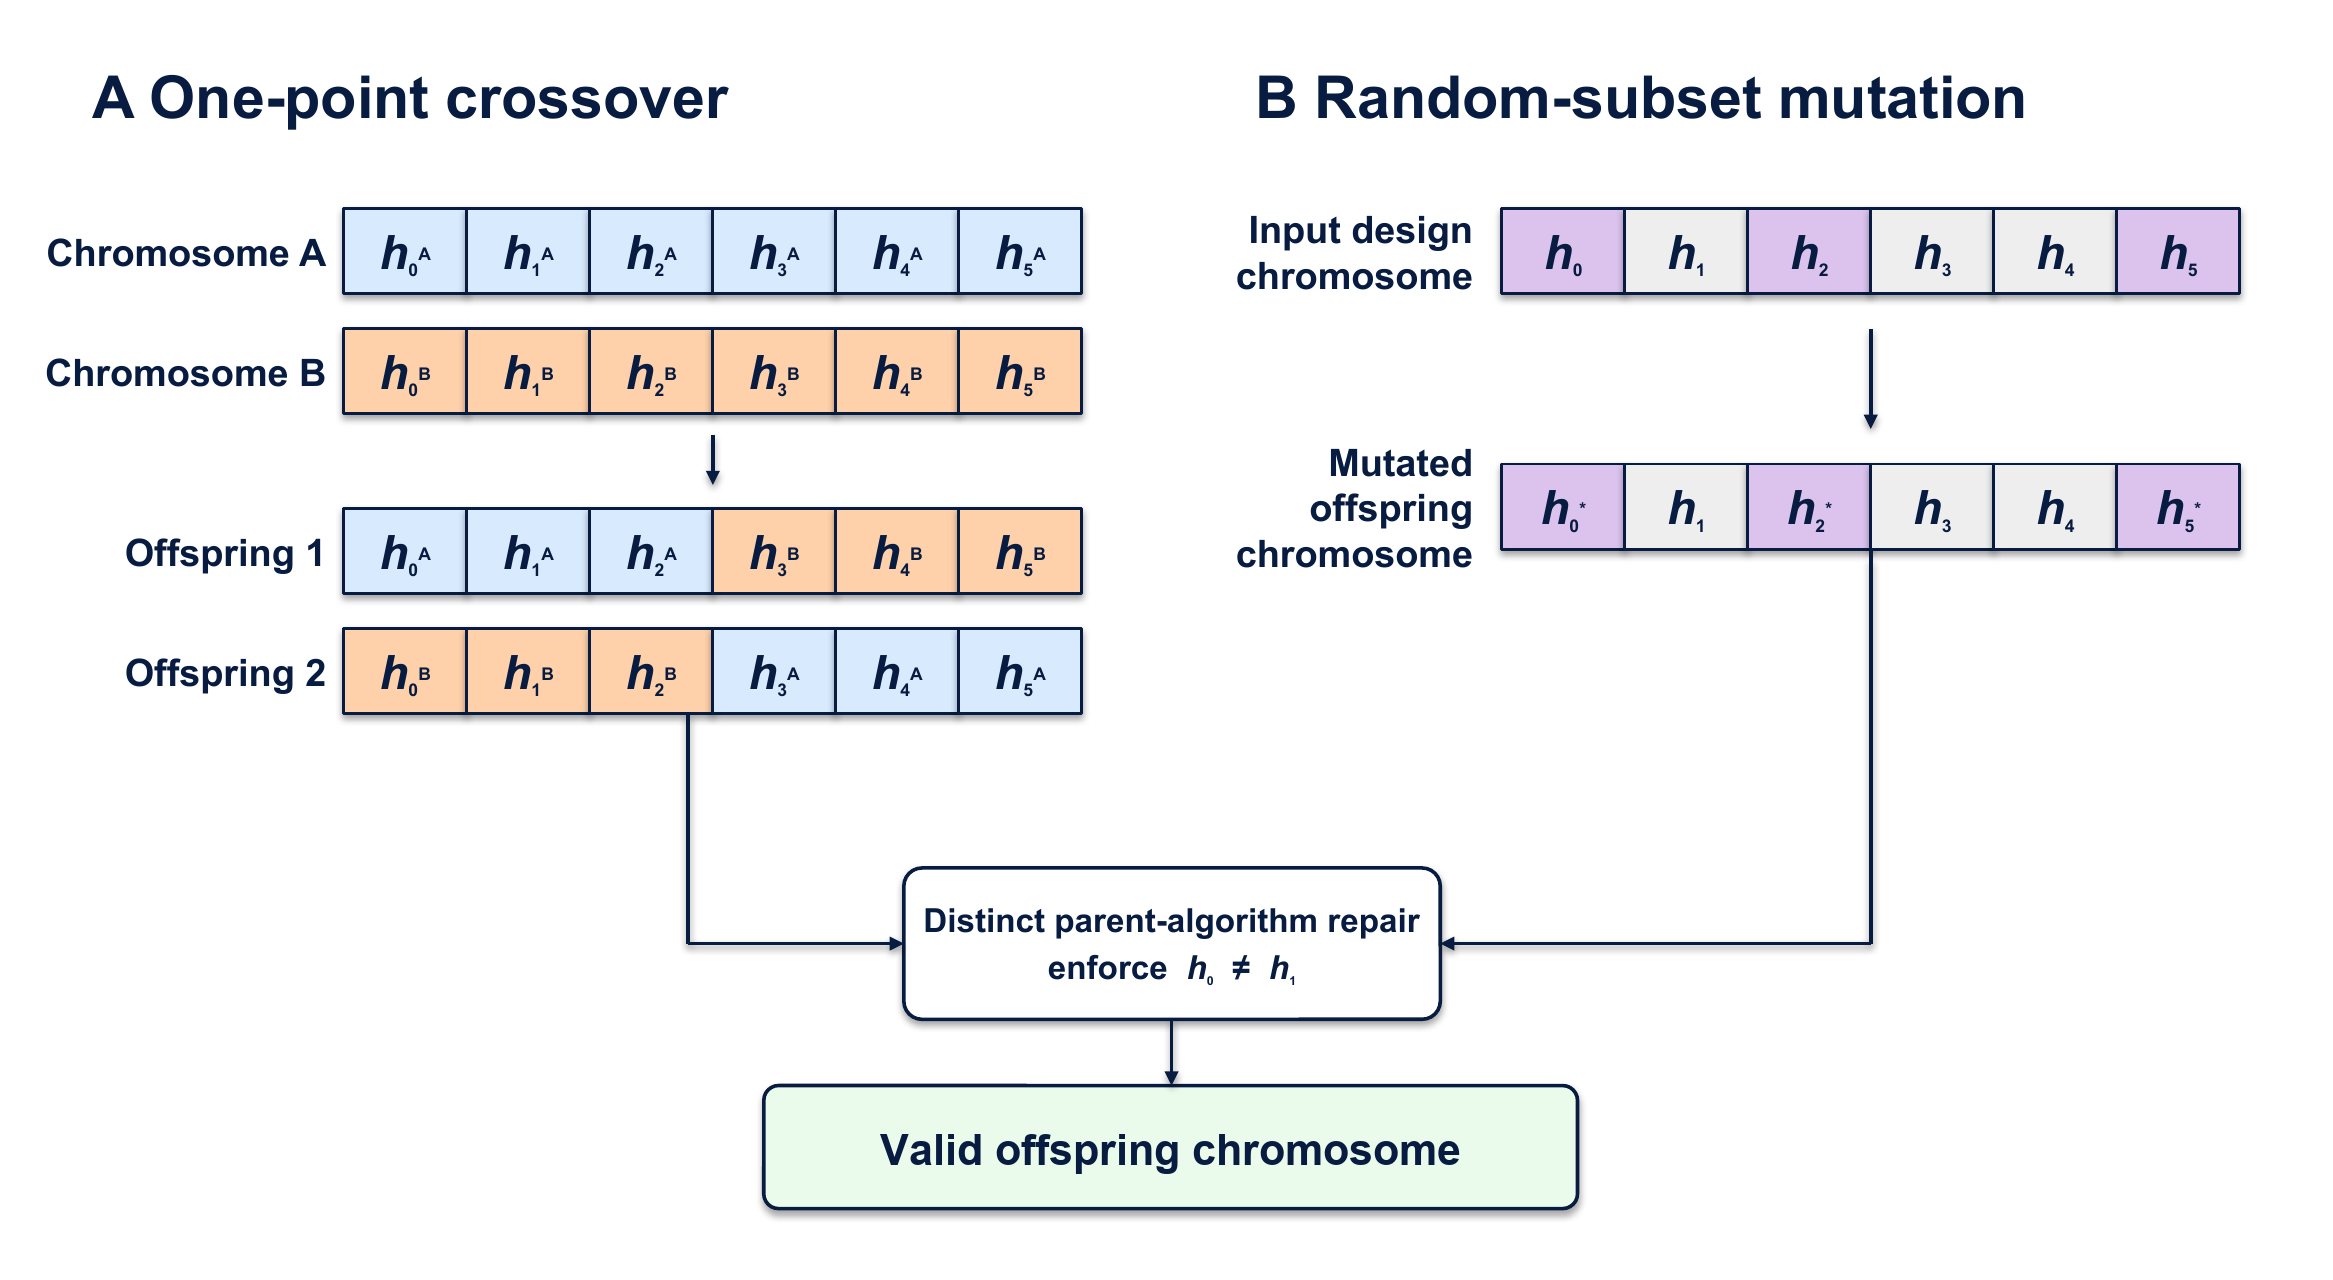 A One-point crossover
Chromosome A h₀ᴬ h₁ᴬ h₂ᴬ h₃ᴬ h₄ᴬ h₅ᴬ
Chromosome B h₀ᴮ h₁ᴮ h₂ᴮ h₃ᴮ h₄ᴮ h₅ᴮ
Offspring 1 h₀ᴬ h₁ᴬ h₂ᴬ h₃ᴮ h₄ᴮ h₅ᴮ
Offspring 2 h₀ᴮ h₁ᴮ h₂ᴮ h₃ᴬ h₄ᴬ h₅ᴬ
B Random-subset mutation
Input design
chromosome
h₀ h₁ h₂ h₃ h₄ h₅
Mutated
offspring
chromosome
h₀* h₁ h₂* h₃ h₄ h₅*
Distinct parent-algorithm repair
enforce h₀ ≠ h₁
Valid offspring chromosome